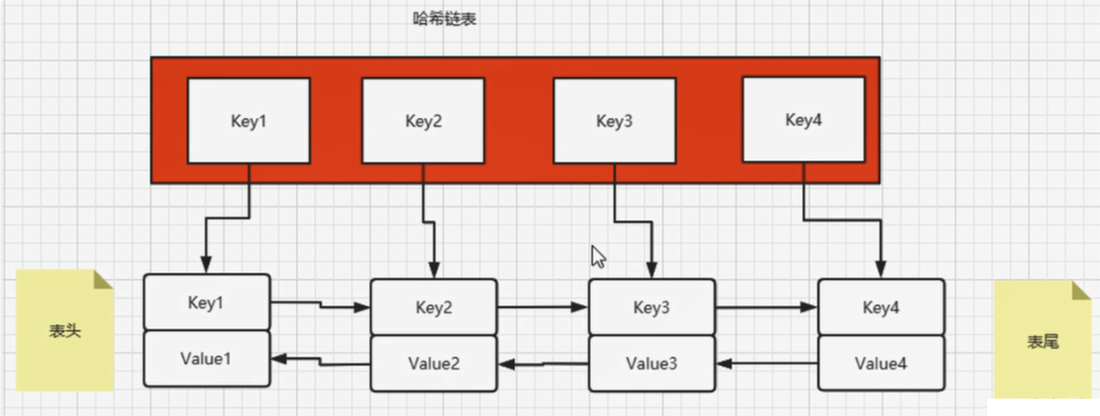 哈希链表
Key1
Key2
Key3
Key4
表头
Key1
Value1
Key2
Value2
Key3
Value3
Key4
Value4
表尾